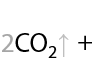 2CO₂↑ +